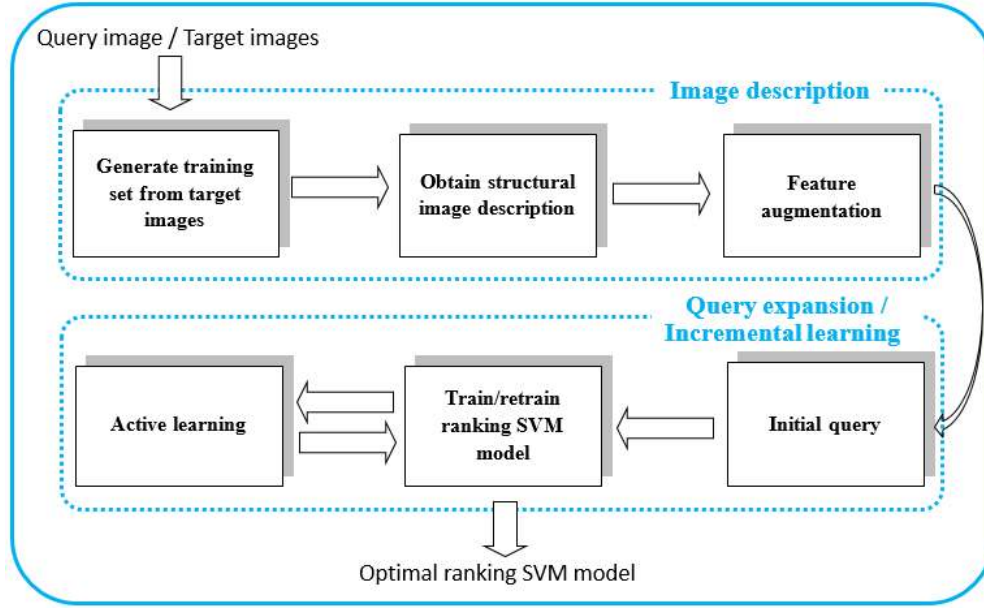 Query image / Target images
Image description
Generate training
set from target
images
Obtain structural
image description
Feature
augmentation
Query expansion /
Incremental learning
Active learning
Train/retrain
ranking SVM
model
Initial query
Optimal ranking SVM model